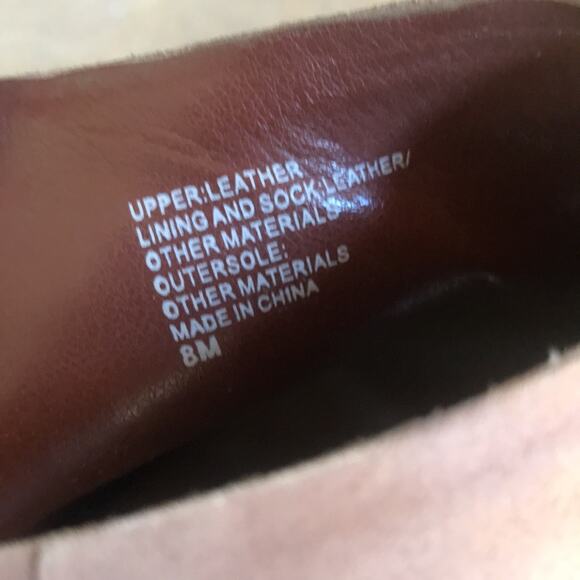 UPPER:LEATHER
LINING AND SOCK:LEATHER/
OTHER MATERIALS
OUTERSOLE:
OTHER MATERIALS
MADE IN CHINA
8M